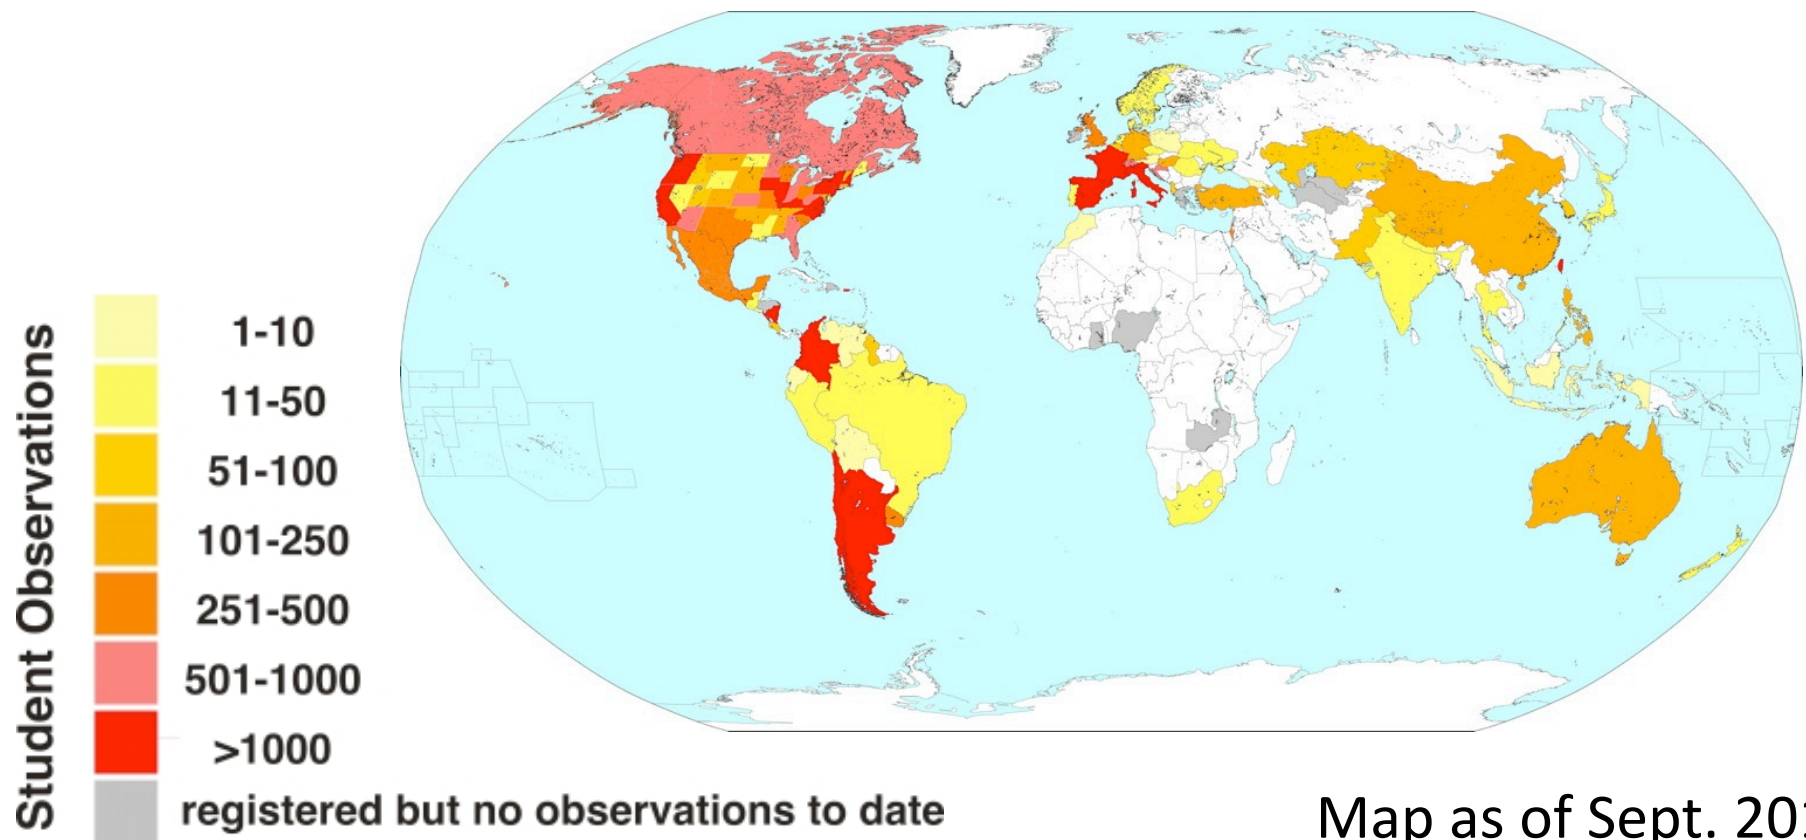 Student Observations
1-10
11-50
51-100
101-250
251-500
501-1000
>1000
registered but no observations to date
Map as of Sept.